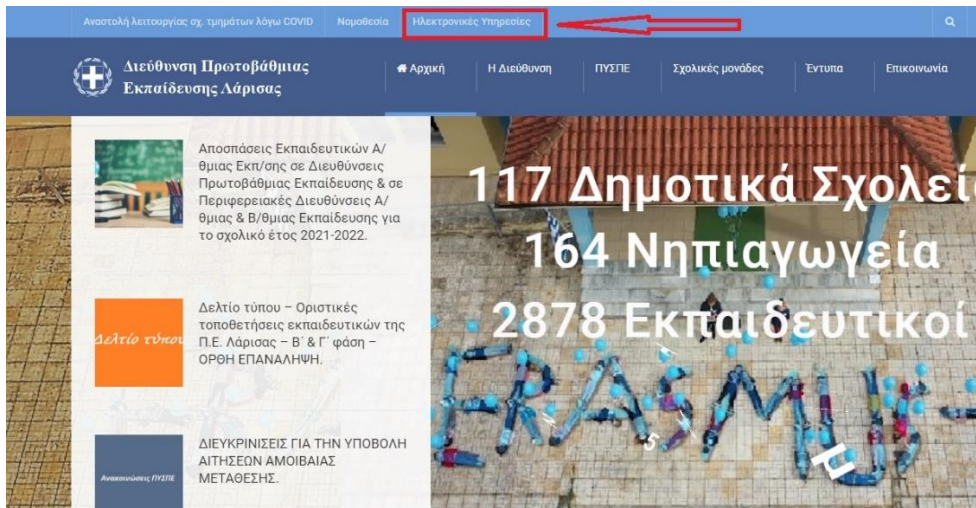 Αναστολή λειτουργίας σχ. τμημάτων λόγω COVID Νομοθεσία Ηλεκτρονικές Υπηρεσίες
Διεύθυνση Πρωτοβάθμιας
Εκπαίδευσης Λάρισας
Αρχική Η Διεύθυνση ΠΥΣΠΕ Σχολικές μονάδες Έντυπα Επικοινωνία
Αποσπάσεις Εκπαιδευτικών Α/
θμιας Εκπ/σης σε Διευθύνσεις
Πρωτοβάθμιας Εκπαίδευσης & σε
Περιφερειακές Διευθύνσεις Α/
θμιας & Β/θμιας Εκπαίδευσης για
το σχολικό έτος 2021-2022.
Δελτίο τύπου
Δελτίο τύπου – Οριστικές
τοποθετήσεις εκπαιδευτικών της
Π.Ε. Λάρισας – Β΄ & Γ΄ φάση –
ΟΡΘΗ ΕΠΑΝΑΛΗΨΗ.
Ανακοινώσεις ΠΥΣΠΕ
ΔΙΕΥΚΡΙΝΙΣΕΙΣ ΓΙΑ ΤΗΝ ΥΠΟΒΟΛΗ
ΑΙΤΗΣΕΩΝ ΑΜΟΙΒΑΙΑΣ
ΜΕΤΑΘΕΣΗΣ.
117 Δημοτικά Σχολεί
164 Νηπιαγωγεία
2878 Εκπαιδευτικοί
ERASMU
5
μ